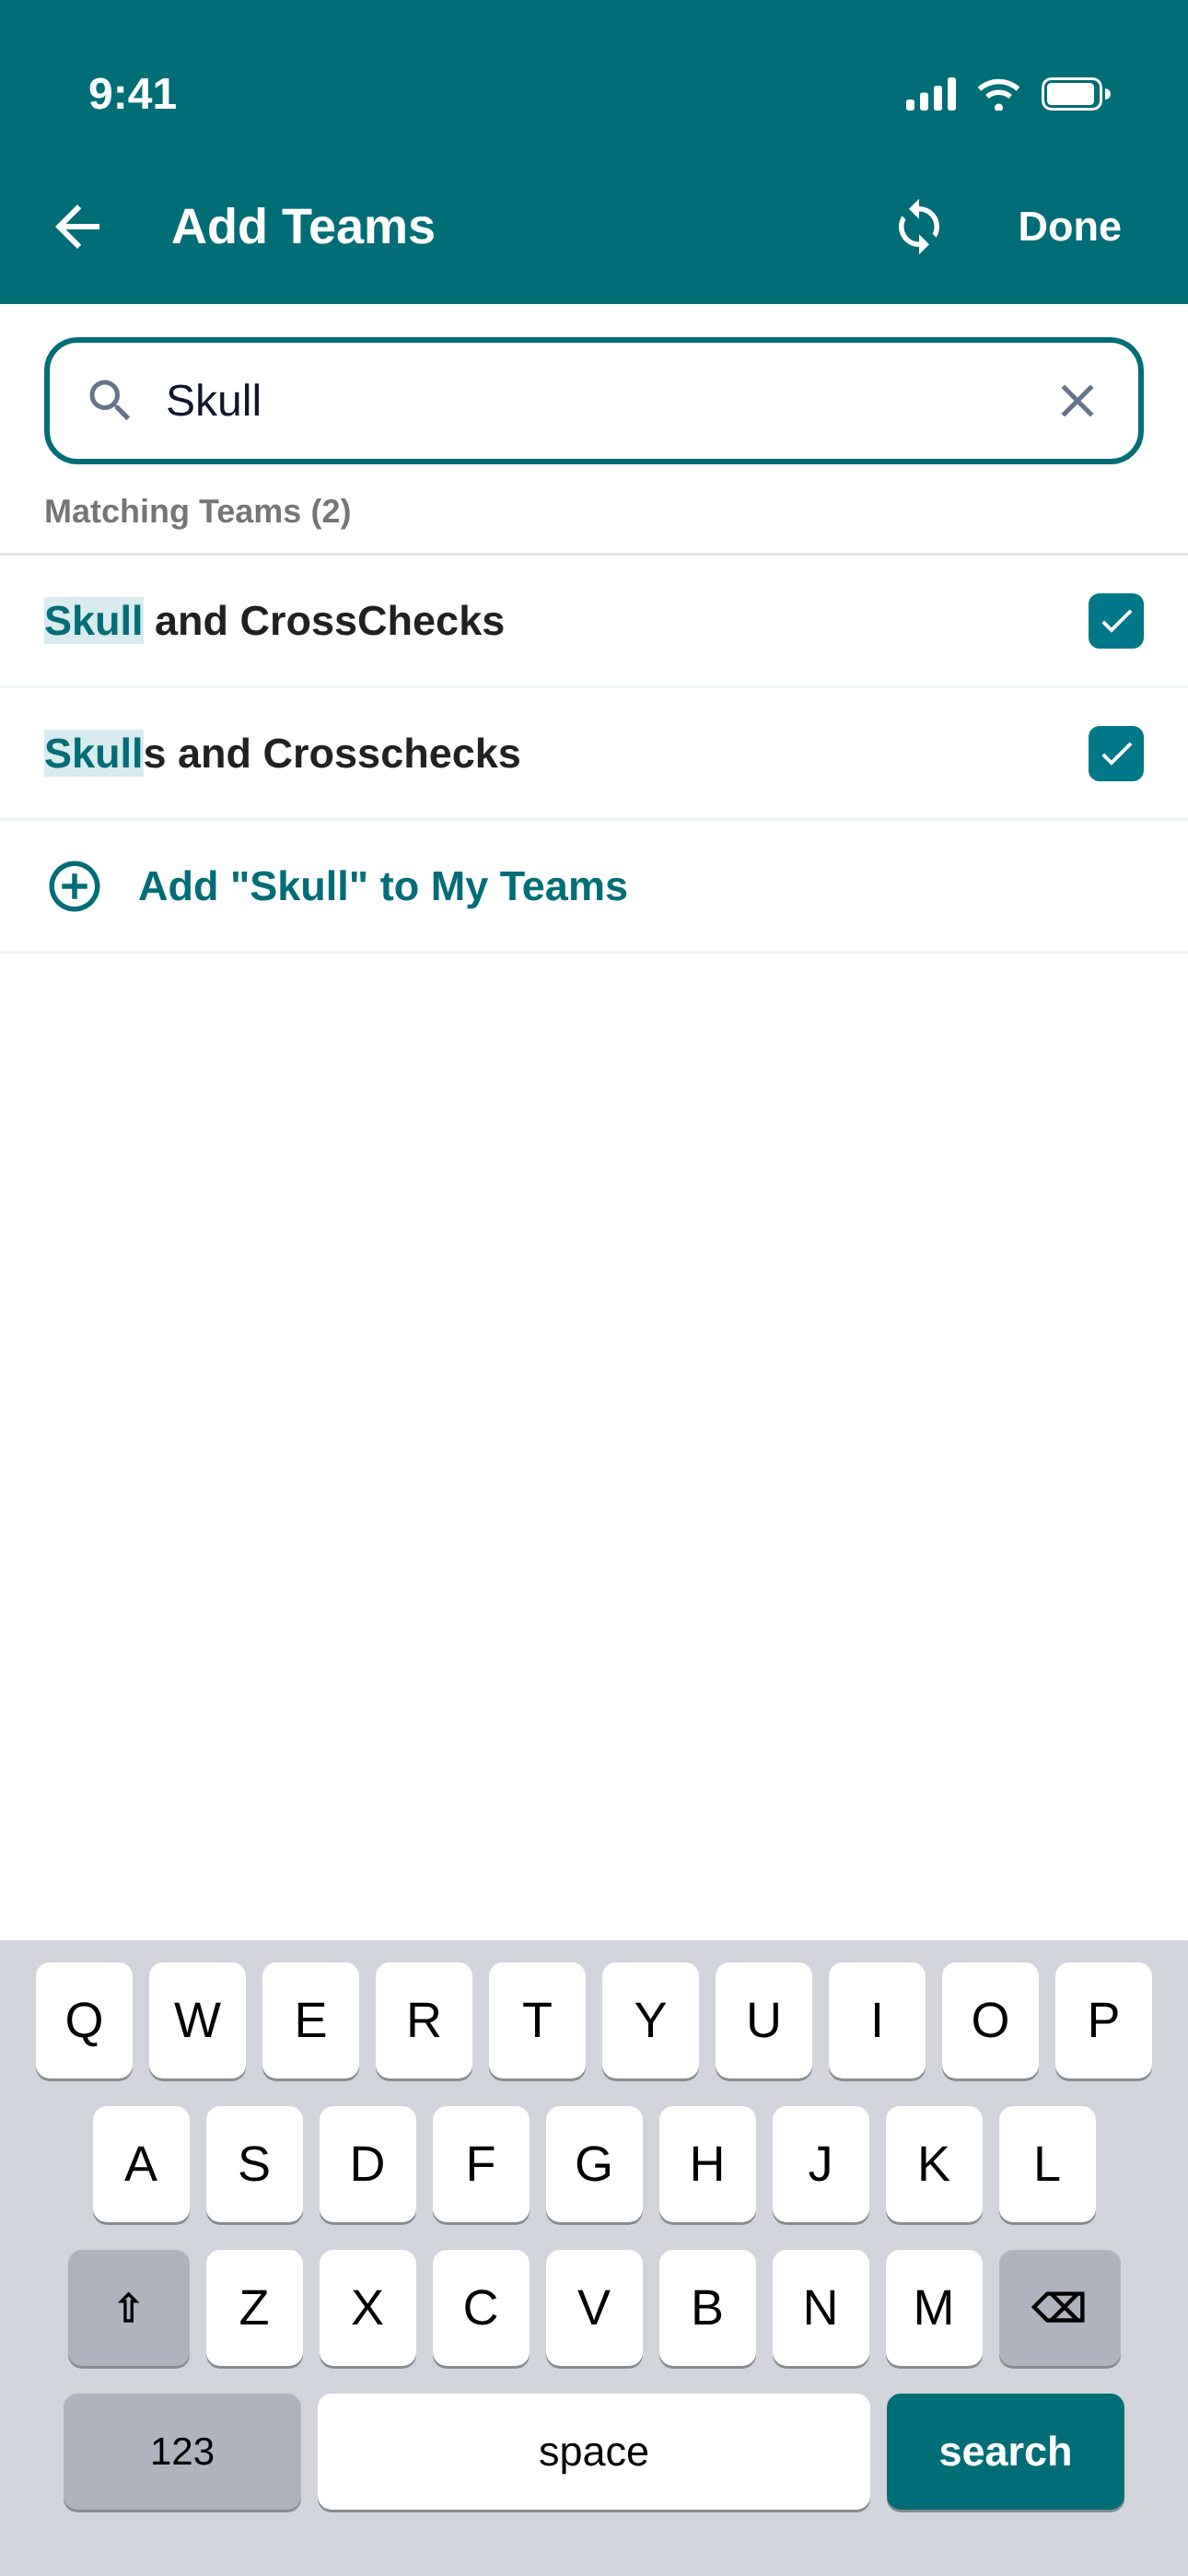 9:41
Add Teams
Done
Skull
Matching Teams (2)
Skull and CrossChecks
Skulls and Crosschecks
Add "Skull" to My Teams
Q W E R T Y U I O P
A S D F G H J K L
⇧ Z X C V B N M ⌫
123 space search